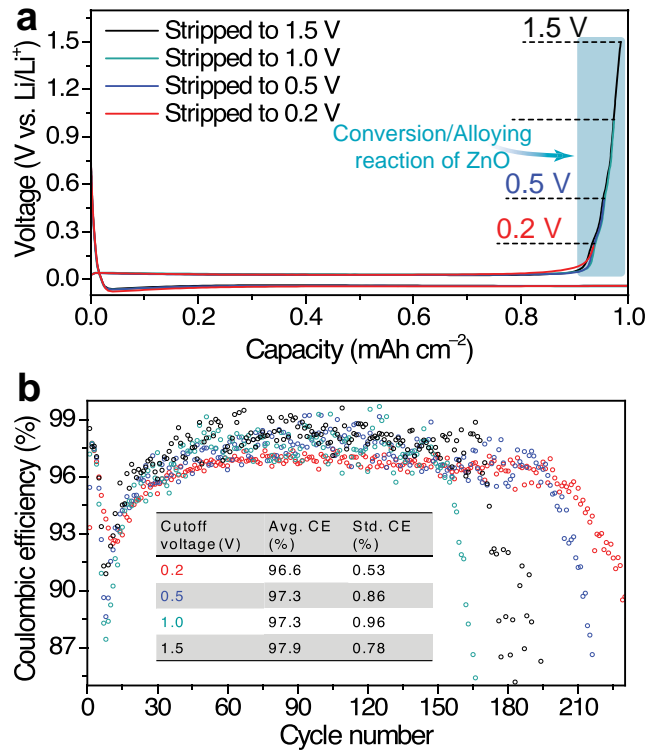 a
Stripped to 1.5 V
Stripped to 1.0 V
Stripped to 0.5 V
Stripped to 0.2 V
1.5 V
Conversion/Alloying
reaction of ZnO
0.5 V
0.2 V
Voltage (V vs. Li/Li⁺)
1.5
1.2
0.9
0.6
0.3
0.0
0.0 0.2 0.4 0.6 0.8 1.0
Capacity (mAh cm⁻²)
b
Coulombic efficiency (%)
99
96
93
90
87
Cutoff voltage (V) Avg. CE (%) Std. CE (%)
0.2 96.6 0.53
0.5 97.3 0.86
1.0 97.3 0.96
1.5 97.9 0.78
0 30 60 90 120 150 180 210
Cycle number